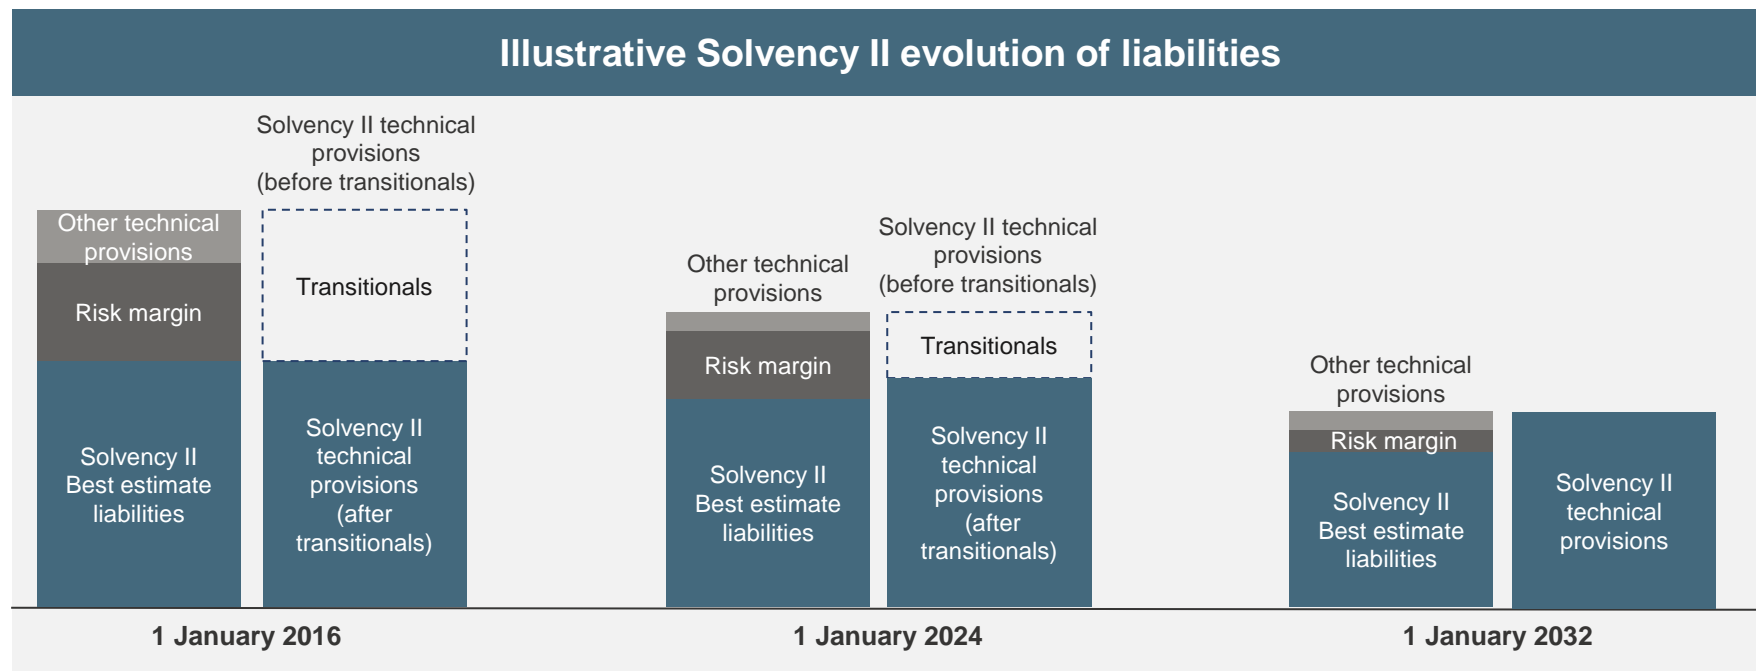 Illustrative Solvency II evolution of liabilities
Other technical
provisions
Risk margin
Solvency II
Best estimate
liabilities
Solvency II technical
provisions
(before transitionals)
Transitionals
Solvency II
technical
provisions
(after
transitionals)
Other technical
provisions
Risk margin
Solvency II
Best estimate
liabilities
Solvency II technical
provisions
(before transitionals)
Transitionals
Solvency II
technical
provisions
(after
transitionals)
Other technical
provisions
Risk margin
Solvency II
Best estimate
liabilities
Solvency II
technical
provisions
1 January 2016
1 January 2024
1 January 2032